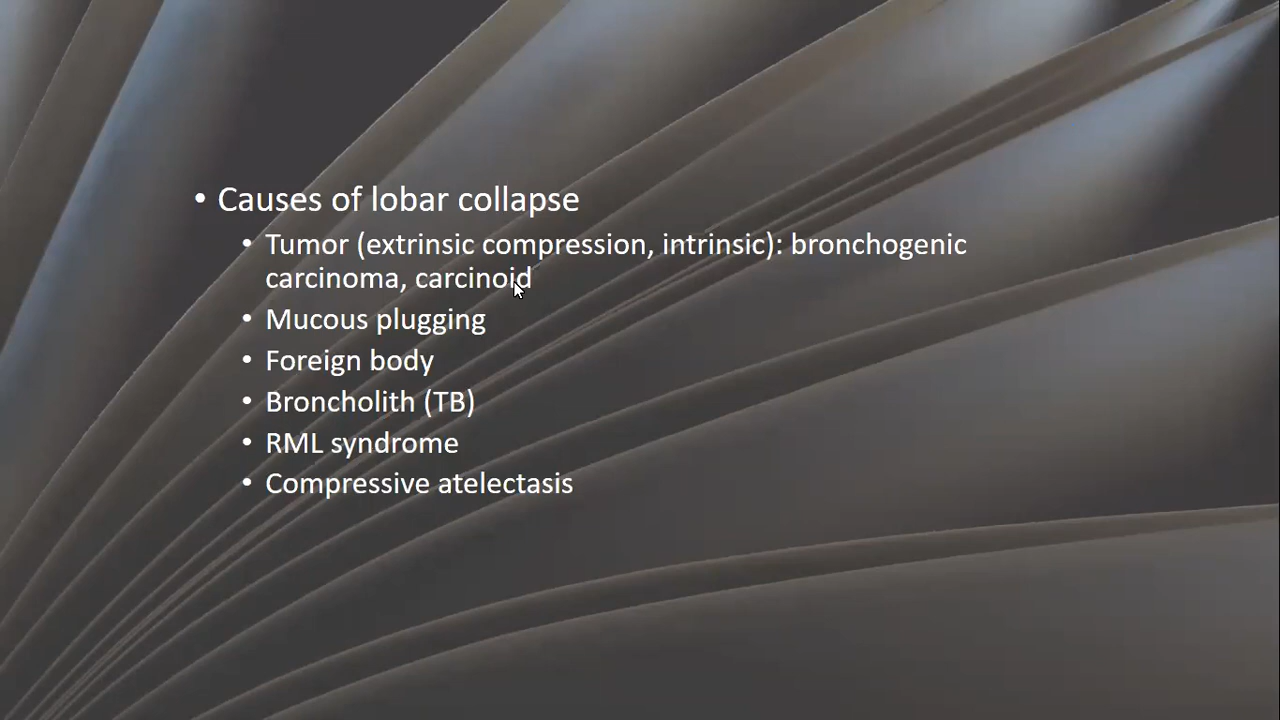 • Causes of lobar collapse
• Tumor (extrinsic compression, intrinsic): bronchogenic
carcinoma, carcinoid
• Mucous plugging
• Foreign body
• Broncholith (TB)
• RML syndrome
• Compressive atelectasis